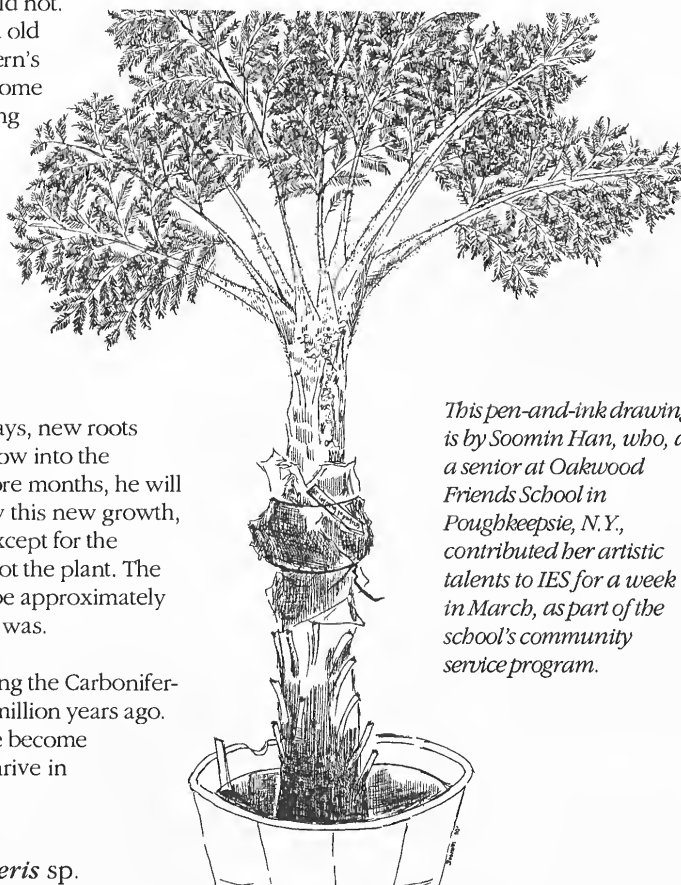 ld not.
old
ern's
ome
ng
ays, new roots
ow into the
ore months, he will
this new growth,
xcept for the
ot the plant. The
be approximately
was.
ng the Carbonifer-
million years ago.
e become
rive in
eris sp.
This pen-and-ink drawing
is by Soomin Han, who, a
a senior at Oakwood
Friends School in
Poughkeepsie, N.Y.,
contributed her artistic
talents to IES for a week
in March, as part of the
school's community
service program.